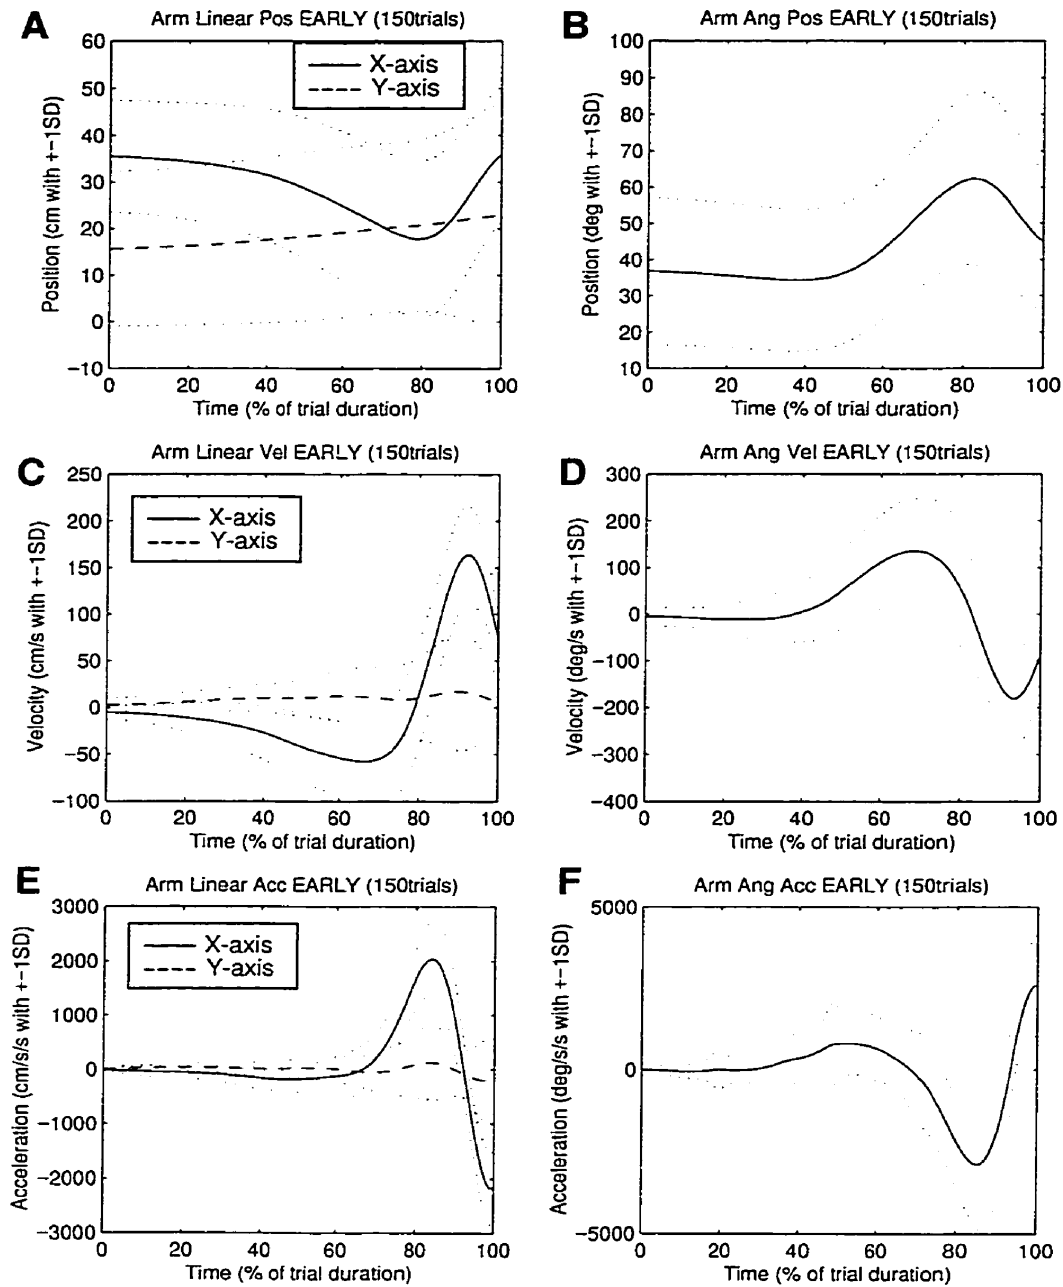 A
Arm Linear Pos EARLY (150trials)
60
50
40
30
20
10
0
−10
Position (cm with +−1SD)
X-axis
Y-axis
0 20 40 60 80 100
Time (% of trial duration)
B
Arm Ang Pos EARLY (150trials)
100
90
80
70
60
50
40
30
20
10
Position (deg with +−1SD)
0 20 40 60 80 100
Time (% of trial duration)
C
Arm Linear Vel EARLY (150trials)
250
200
150
100
50
0
−50
−100
Velocity (cm/s with +−1SD)
X-axis
Y-axis
0 20 40 60 80 100
Time (% of trial duration)
D
Arm Ang Vel EARLY (150trials)
300
200
100
0
−100
−200
−300
−400
Velocity (deg/s with +−1SD)
0 20 40 60 80 100
Time (% of trial duration)
E
Arm Linear Acc EARLY (150trials)
3000
2000
1000
0
−1000
−2000
−3000
Acceleration (cm/s/s with +−1SD)
X-axis
Y-axis
0 20 40 60 80 100
Time (% of trial duration)
F
Arm Ang Acc EARLY (150trials)
5000
0
−5000
Acceleration (deg/s/s with +−1SD)
0 20 40 60 80 100
Time (% of trial duration)